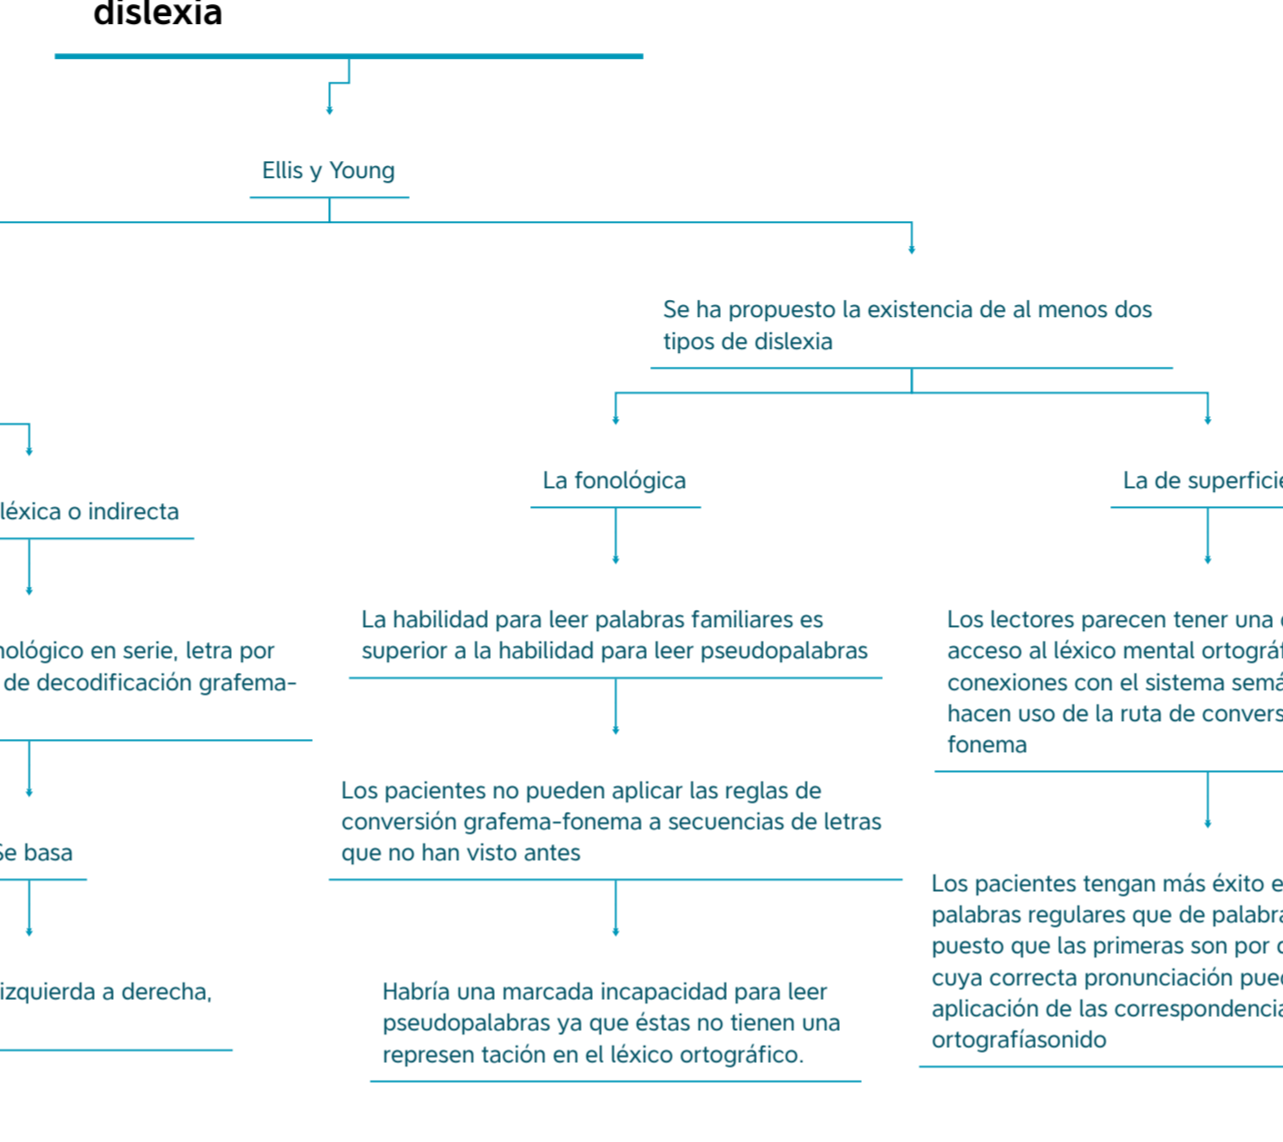 dislexia
Ellis y Young
Se ha propuesto la existencia de al menos dos
tipos de dislexia
léxica o indirecta
nológico en serie, letra por
de decodificación grafema-
Se basa
izquierda a derecha,
La fonológica
La habilidad para leer palabras familiares es
superior a la habilidad para leer pseudopalabras
Los pacientes no pueden aplicar las reglas de
conversión grafema-fonema a secuencias de letras
que no han visto antes
Habría una marcada incapacidad para leer
pseudopalabras ya que éstas no tienen una
represen tación en el léxico ortográfico.
La de superficie
Los lectores parecen tener una
acceso al léxico mental ortográf
conexiones con el sistema semá
hacen uso de la ruta de convers
fonema
Los pacientes tengan más éxito e
palabras regulares que de palabra
puesto que las primeras son por
cuya correcta pronunciación pued
aplicación de las correspondencia
ortografíasonido